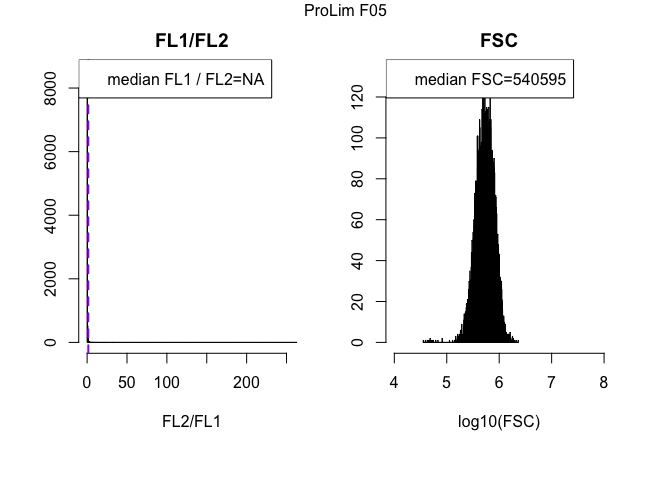 ProLim F05
FL1/FL2
FSC
median FL1 / FL2=NA
median FSC=540595
8000
6000
4000
2000
0
120
100
80
60
40
20
0
0 50 100 200
4 5 6 7 8
FL2/FL1
log10(FSC)